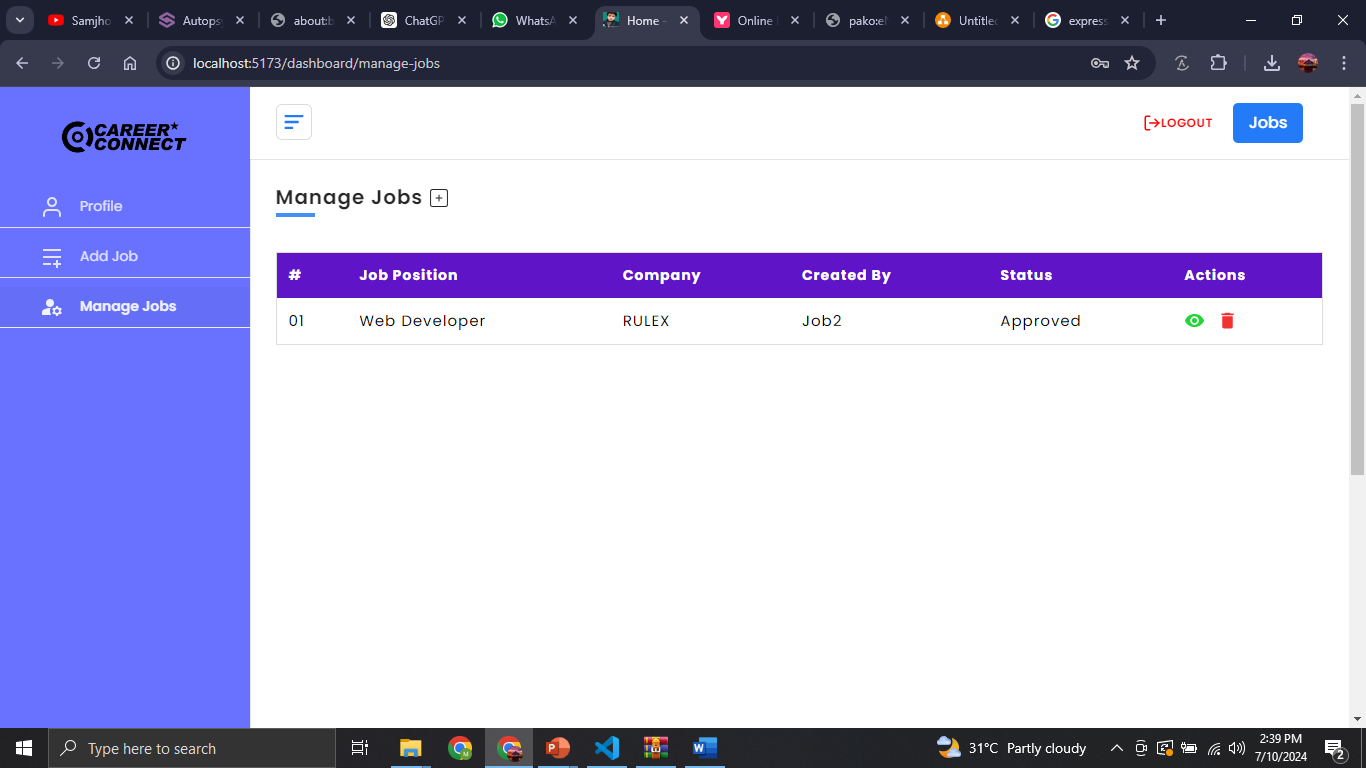 Samjho
Autops
about:b
ChatGP
WhatsA
Home -
Online
pako:eN
Untitled
express
localhost:5173/dashboard/manage-jobs
CAREER
CONNECT
LOGOUT
Jobs
Profile
Add Job
Manage Jobs
Manage Jobs
# Job Position Company Created By Status Actions
01 Web Developer RULEX Job2 Approved
Type here to search
31°C Partly cloudy
2:39 PM
7/10/2024
2